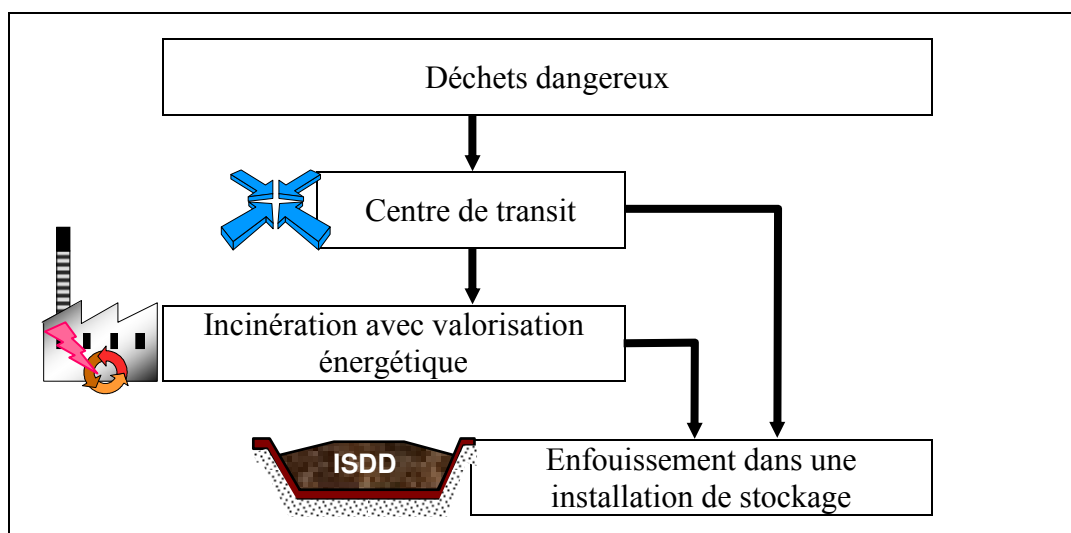 Déchets dangereux
Centre de transit
Incinération avec valorisation
énergétique
ISDD
Enfouissement dans une
installation de stockage